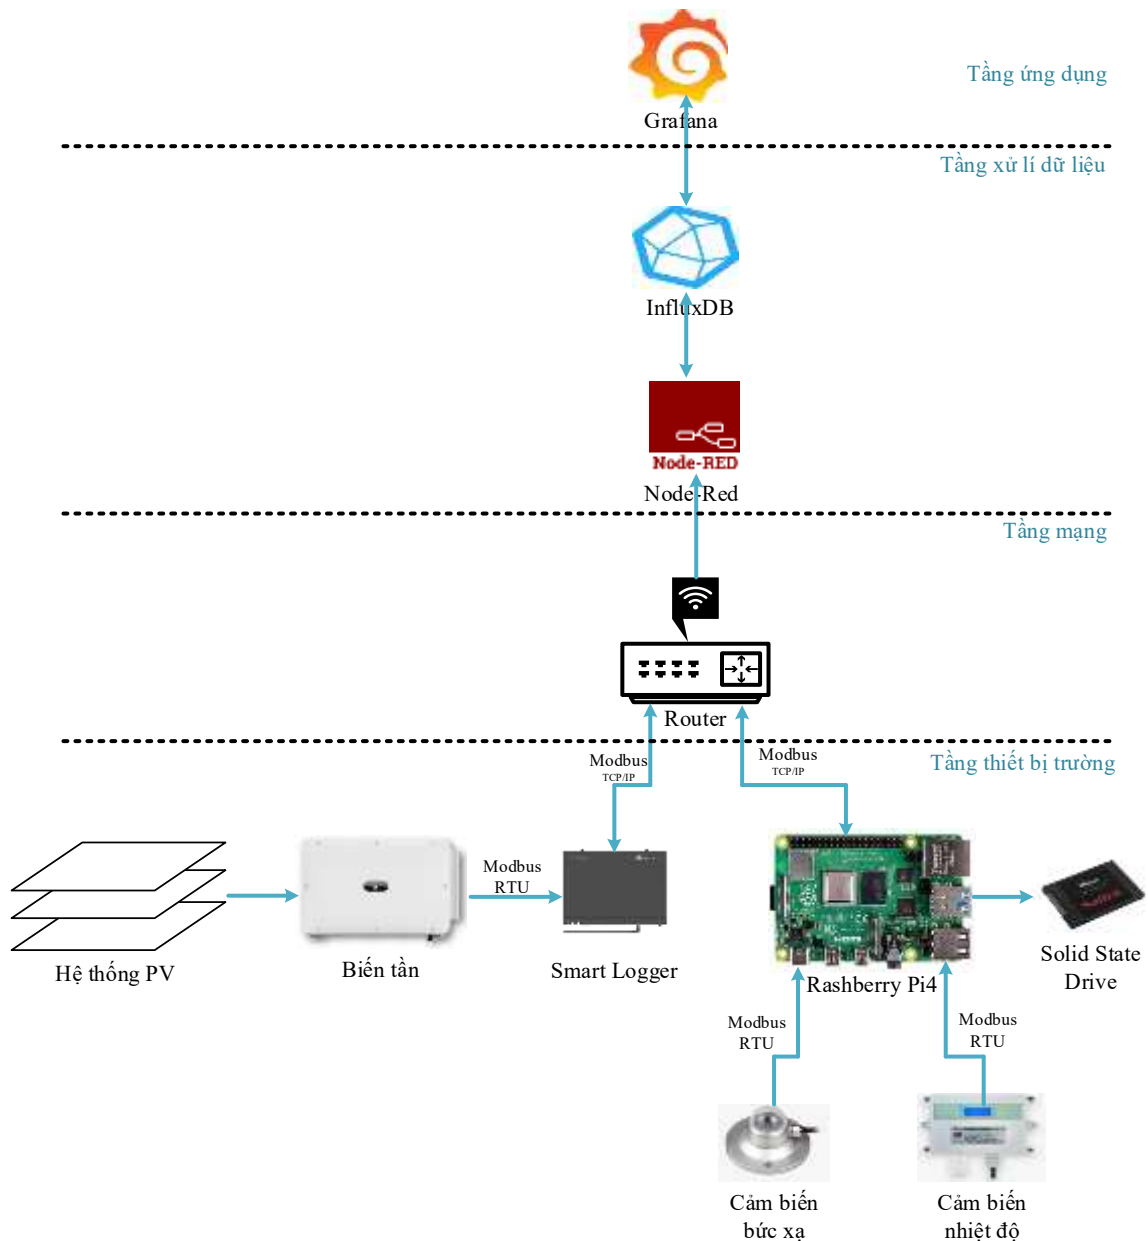 Tầng ứng dụng
Grafana
Tầng xử lí dữ liệu
InfluxDB
Node-RED
Node-Red
Tầng mạng
Router
Tầng thiết bị trường
Modbus
TCP/IP
Modbus
TCP/IP
Modbus
RTU
Hệ thống PV
Biến tần
Smart Logger
Rashberry Pi4
Solid State
Drive
Modbus
RTU
Modbus
RTU
Cảm biến
bức xạ
Cảm biến
nhiệt độ